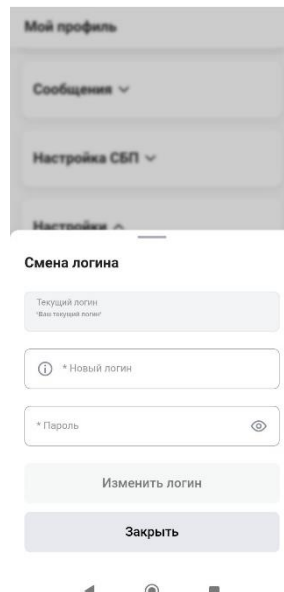 Мой профиль
Сообщения
Настройка СБП
Настройки
Смена логина
Текущий логин
'Ваш текущий логин'
* Новый логин
* Пароль
Изменить логин
Закрыть